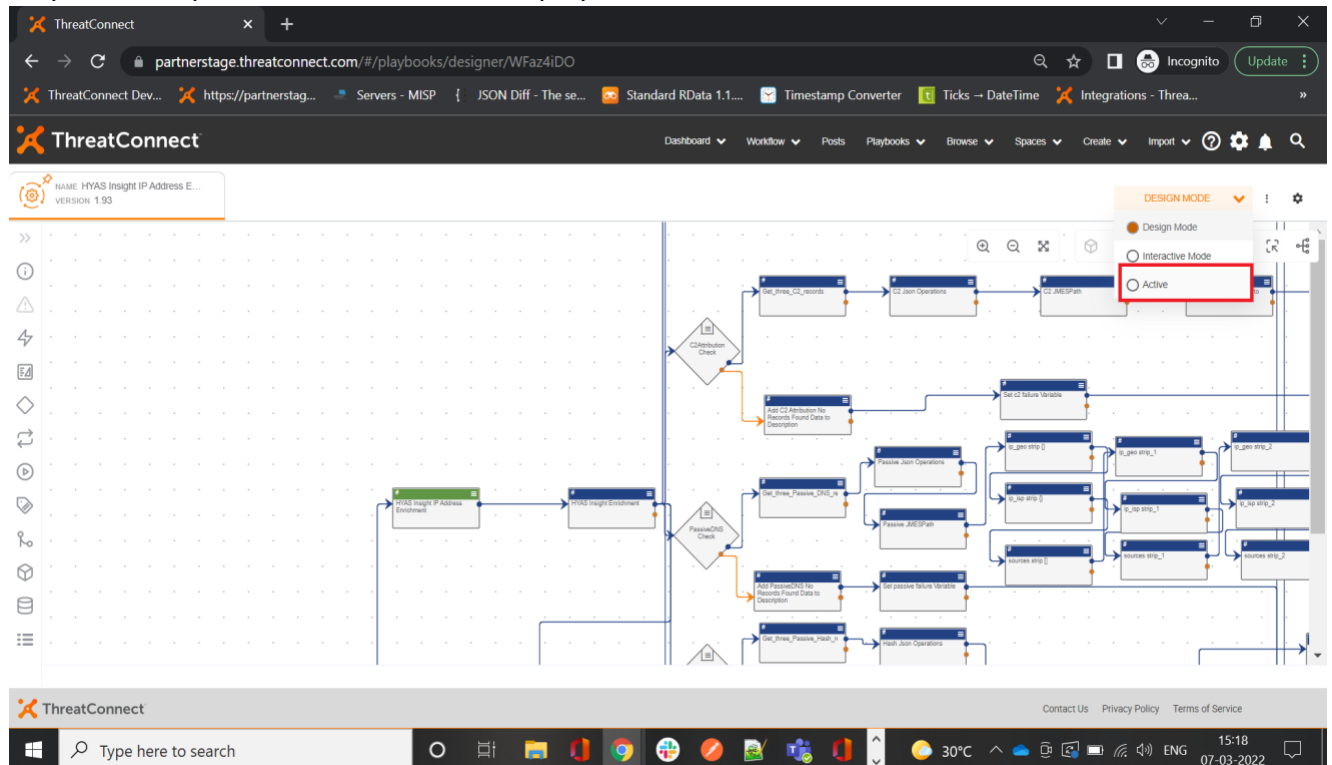 ThreatConnect
partnerstage.threatconnect.com/#/playbooks/designer/WFaz4iDO
Incognito
Update
ThreatConnect Dev...
https://partnerstag...
Servers - MISP
{ JSON Diff - The se...
Standard RData 1.1....
Timestamp Converter
Ticks → DateTime
Integrations - Threa...
»
ThreatConnect
Dashboard
Workflow
Posts
Playbooks
Browse
Spaces
Create
Import
NAME HYAS Insight IP Address E...
VERSION 1.93
DESIGN MODE
Design Mode
Interactive Mode
Active
Get_three_C2_records
C2 Json Operations
C2 JMESPath
C2Attribution
Check
Set c2 failure Variable
Add C2 Attribution No
Records Found Data to
Description
Passive Json Operations
ip_geo strip []
ip_geo strip_1
ip_geo strip_2
HYAS Insight IP Address
Enrichment
HYAS Insight Enrichment
Get_three_Passive_DNS_re
ip_isp strip []
ip_isp strip_1
ip_isp strip_2
PassiveDNS
Check
Passive JMESPath
sources strip []
sources strip_1
sources strip_2
Add PassiveDNS No
Records Found Data to
Description
Set passive failure Variable
Get_three_Passive_Hash_n
Hash Json Operations
ThreatConnect
Contact Us
Privacy Policy
Terms of Service
Type here to search
30°C
ENG
15:18
07-03-2022